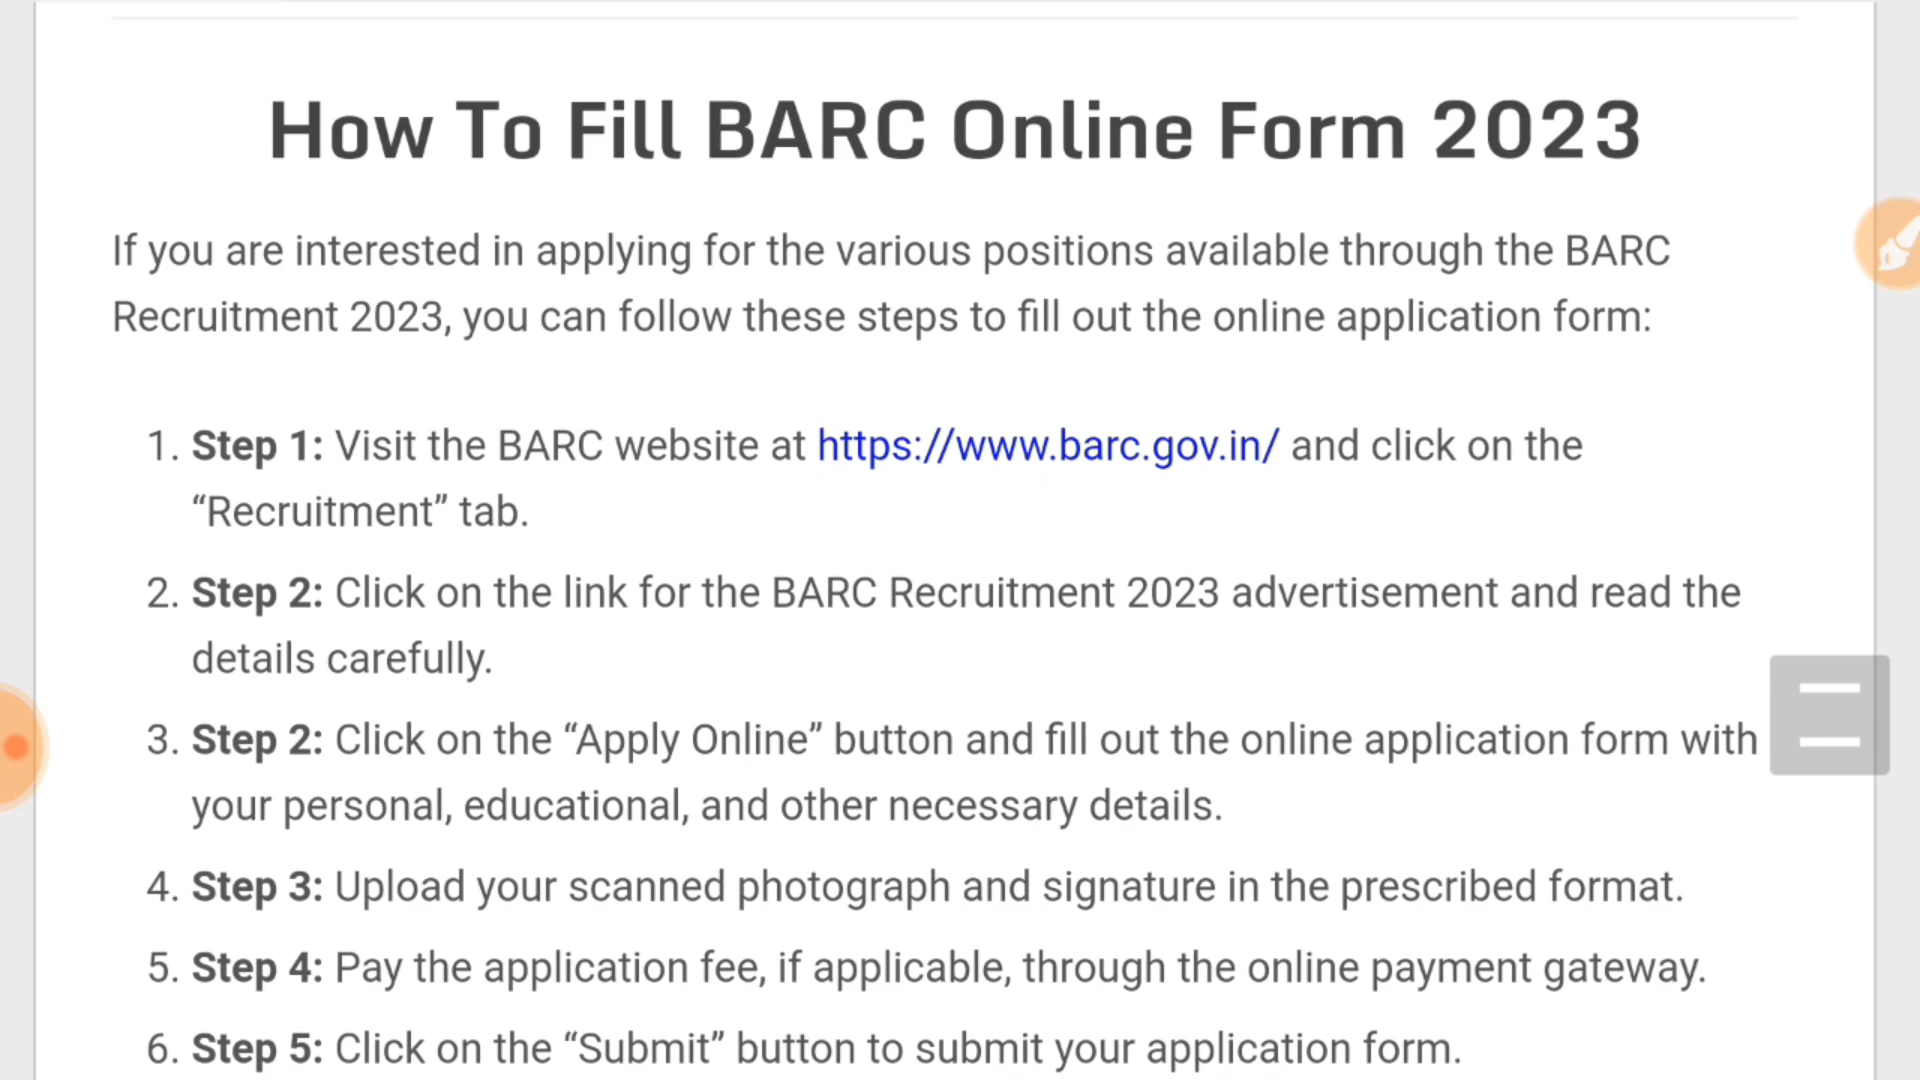 How To Fill BARC Online Form 2023
If you are interested in applying for the various positions available through the BARC
Recruitment 2023, you can follow these steps to fill out the online application form:
1. Step 1: Visit the BARC website at https://www.barc.gov.in/ and click on the
“Recruitment” tab.
2. Step 2: Click on the link for the BARC Recruitment 2023 advertisement and read the
details carefully.
3. Step 2: Click on the “Apply Online” button and fill out the online application form with
your personal, educational, and other necessary details.
4. Step 3: Upload your scanned photograph and signature in the prescribed format.
5. Step 4: Pay the application fee, if applicable, through the online payment gateway.
6. Step 5: Click on the “Submit” button to submit your application form.